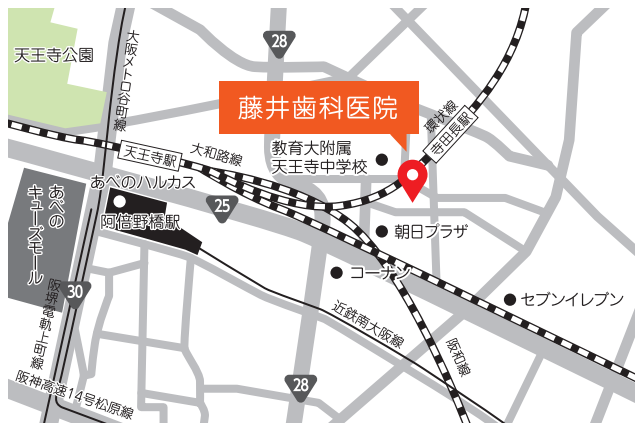 天王寺公園
大阪メトロ谷町線
28
藤井歯科医院
環状線
寺田長駅
教育大附属
天王寺中学校
大和路線
天王寺駅
あべのハルカス
阿倍野橋駅
25
あべの
キューズモール
朝日プラザ
コーナン
セブンイレブン
30
阪堺電軌上町線
近鉄南大阪線
阪和線
28
阪神高速14号松原線